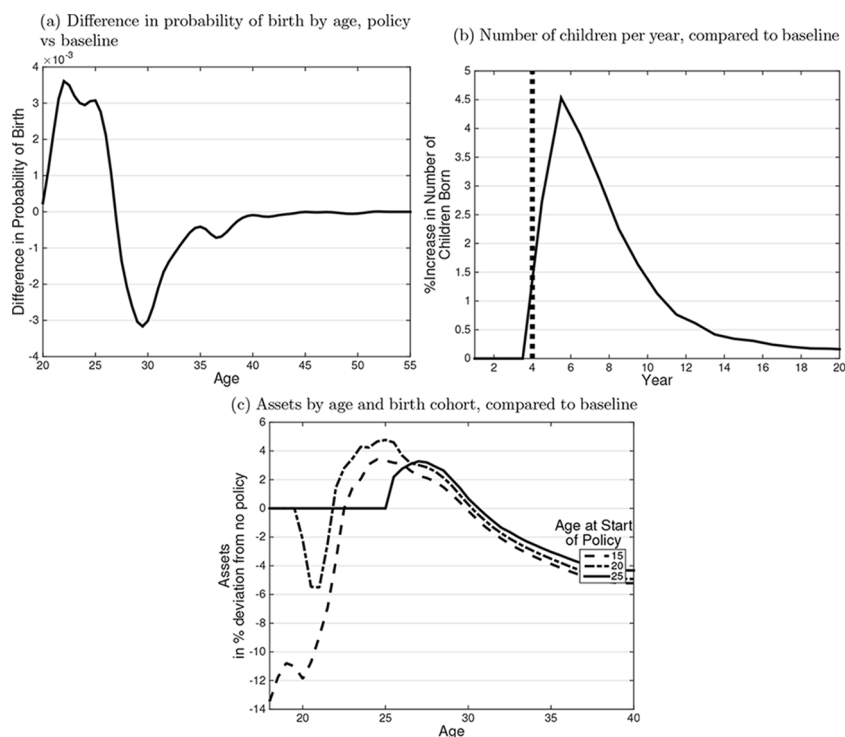 (a) Difference in probability of birth by age, policy
vs baseline
×10⁻³
4
3
2
1
0
-1
-2
-3
-4
20 25 30 35 40 45 50 55
Age
Difference in Probability of Birth
(b) Number of children per year, compared to baseline
5
4.5
4
3.5
3
2.5
2
1.5
1
0.5
0
2 4 6 8 10 12 14 16 18 20
Year
%Increase in Number of
Children Born
(c) Assets by age and birth cohort, compared to baseline
6
4
2
0
-2
-4
-6
-8
-10
-12
-14
20 25 30 35 40
Age
Assets
in % deviation from no policy
Age at Start
of Policy
15
20
25